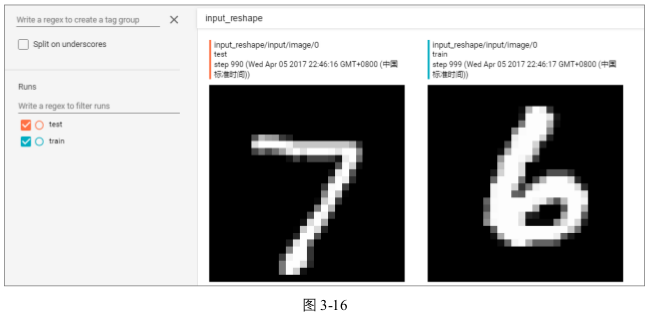 Write a regex to create a tag group
Split on underscores
Runs
Write a regex to filter runs
test
train
input_reshape
input_reshape/input/image/0
test
step 990 (Wed Apr 05 2017 22:46:16 GMT+0800 (中国
标准时间))
7
input_reshape/input/image/0
train
step 999 (Wed Apr 05 2017 22:46:17 GMT+0800 (中国
标准时间))
6
图 3-16